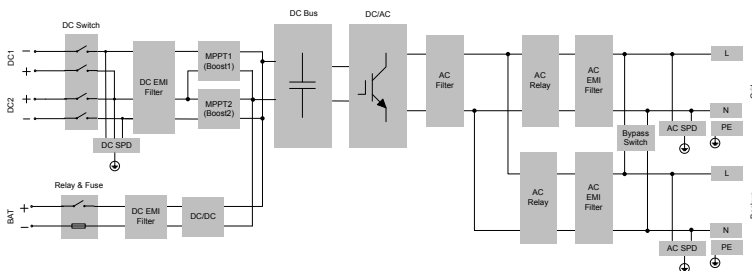 DC Switch
DC1
DC2
DC EMI
Filter
MPPT1
(Boost1)
MPPT2
(Boost2)
DC SPD
DC Bus
DC/AC
AC
Filter
AC
Relay
AC
EMI
Filter
L
N
PE
AC SPD
Bypass
Switch
Relay & Fuse
BAT
DC EMI
Filter
DC/DC
AC
Relay
AC
EMI
Filter
L
N
PE
AC SPD